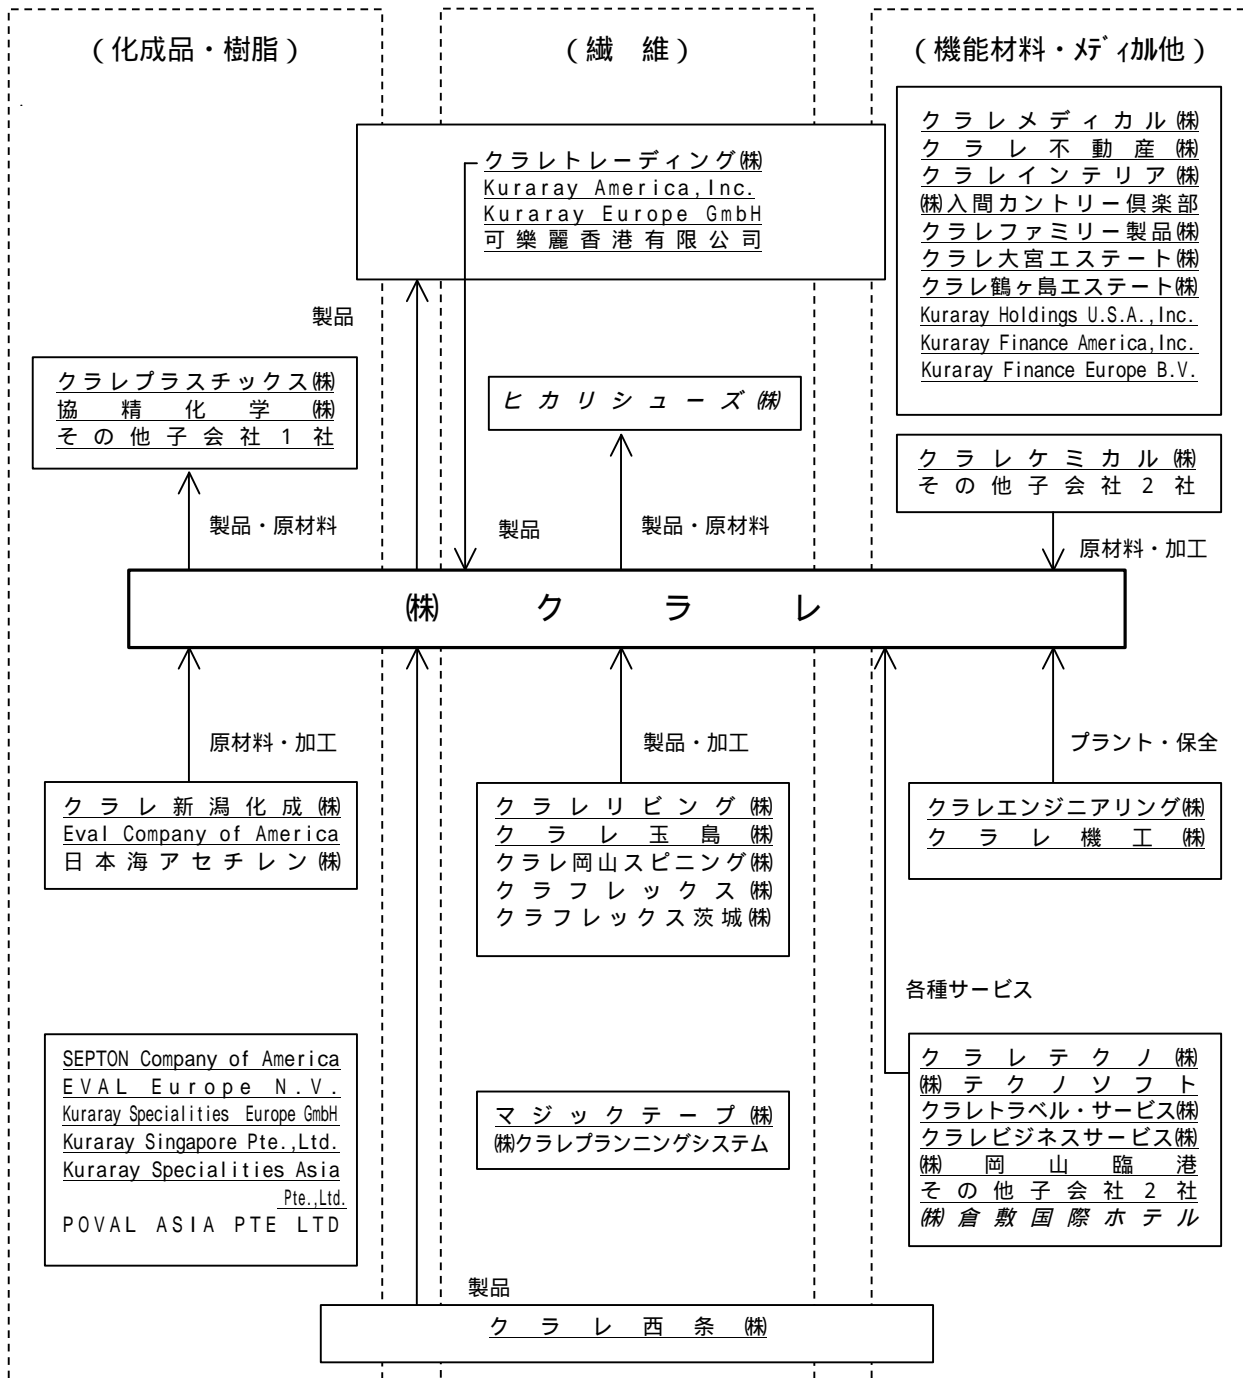 (化成品・樹脂)
(繊　維)
(機能材料・メディカル他)
クラレトレーディング㈱
Kuraray America,Inc.
Kuraray Europe GmbH
可樂麗香港有限公司
クラレメディカル㈱
クラレ不動産㈱
クラレインテリア㈱
㈱入間カントリー倶楽部
クラレファミリー製品㈱
クラレ大宮エステート㈱
クラレ鶴ヶ島エステート㈱
Kuraray Holdings U.S.A.,Inc.
Kuraray Finance America,Inc.
Kuraray Finance Europe B.V.
製品
クラレプラスチックス㈱
協精化学㈱
その他子会社1社
ヒカリシューズ㈱
クラレケミカル㈱
その他子会社2社
製品・原材料
製品
製品・原材料
原材料・加工
㈱クラレ
原材料・加工
製品・加工
プラント・保全
クラレ新潟化成㈱
Eval Company of America
日本海アセチレン㈱
クラレリビング㈱
クラレ玉島㈱
クラレ岡山スピニング㈱
クラフレックス㈱
クラフレックス茨城㈱
クラレエンジニアリング㈱
クラレ機工㈱
各種サービス
SEPTON Company of America
EVAL Europe N.V.
Kuraray Specialities Europe GmbH
Kuraray Singapore Pte.,Ltd.
Kuraray Specialities Asia
Pte.,Ltd.
POVAL ASIA PTE LTD
マジックテープ㈱
㈱クラレプランニングシステム
クラレテクノ㈱
㈱テクノソフト
クラレトラベル・サービス㈱
クラレビジネスサービス㈱
㈱岡山臨港
その他子会社2社
㈱倉敷国際ホテル
製品
クラレ西条㈱